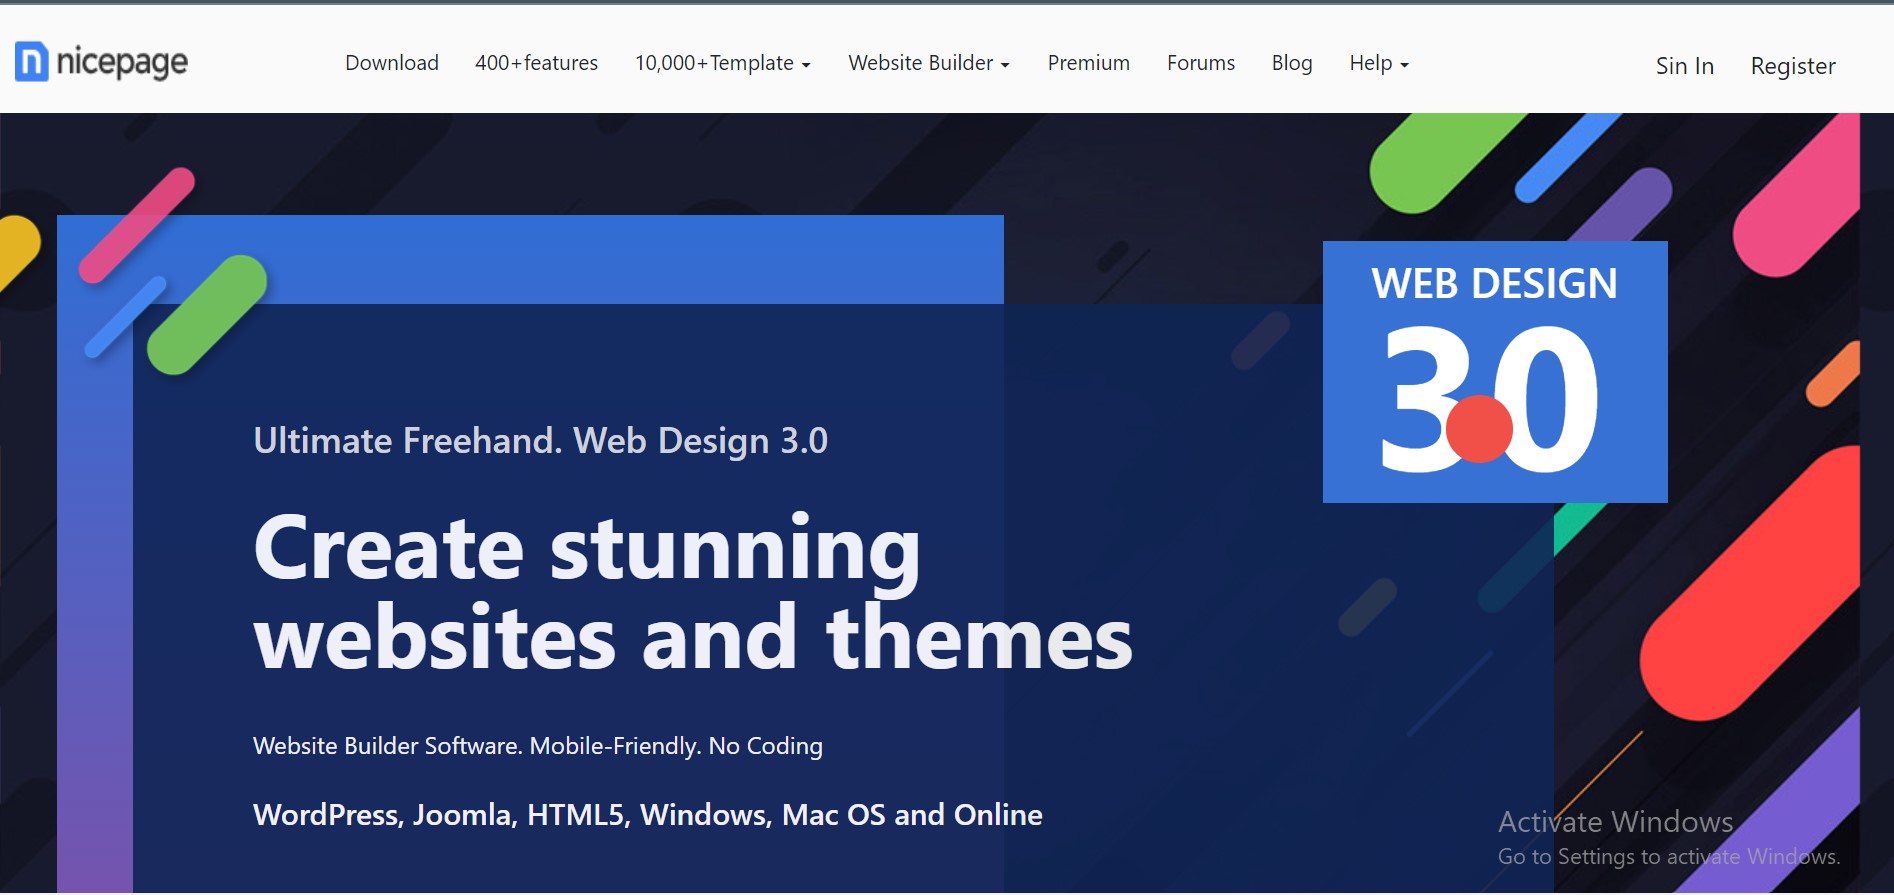 nicepage
Download 400+features 10,000+Template Website Builder Premium Forums Blog Help Sin In Register
WEB DESIGN
3.0
Ultimate Freehand. Web Design 3.0
Create stunning
websites and themes
Website Builder Software. Mobile-Friendly. No Coding
WordPress, Joomla, HTML5, Windows, Mac OS and Online
Activate Windows
Go to Settings to activate Windows.